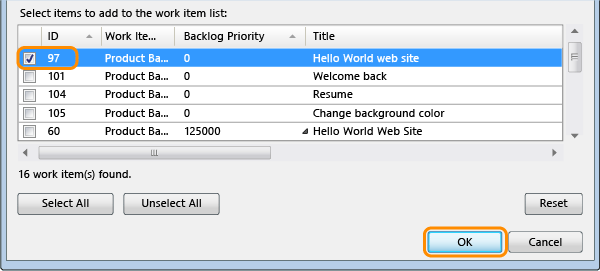 Select items to add to the work item list:
ID Work Ite... Backlog Priority Title
97 Product Ba... 0 Hello World web site
101 Product Ba... 0 Welcome back
104 Product Ba... 0 Resume
105 Product Ba... 0 Change background color
60 Product Ba... 125000 Hello World Web Site
16 work item(s) found.
Select All Unselect All Reset
OK Cancel